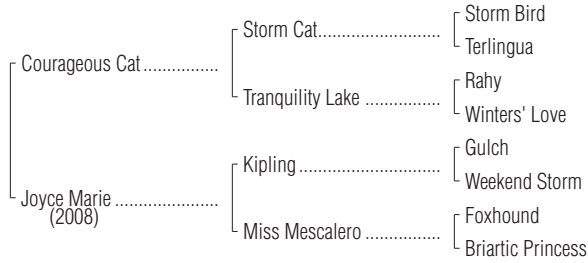 Storm Bird
Storm Cat..............................
Terlingua
Courageous Cat ...................
Rahy
Tranquility Lake ...................
Winters' Love
Gulch
Kipling ...................................
Weekend Storm
Joyce Marie ..........................
(2008)
Foxhound
Miss Mescalero ...................
Briartic Princess